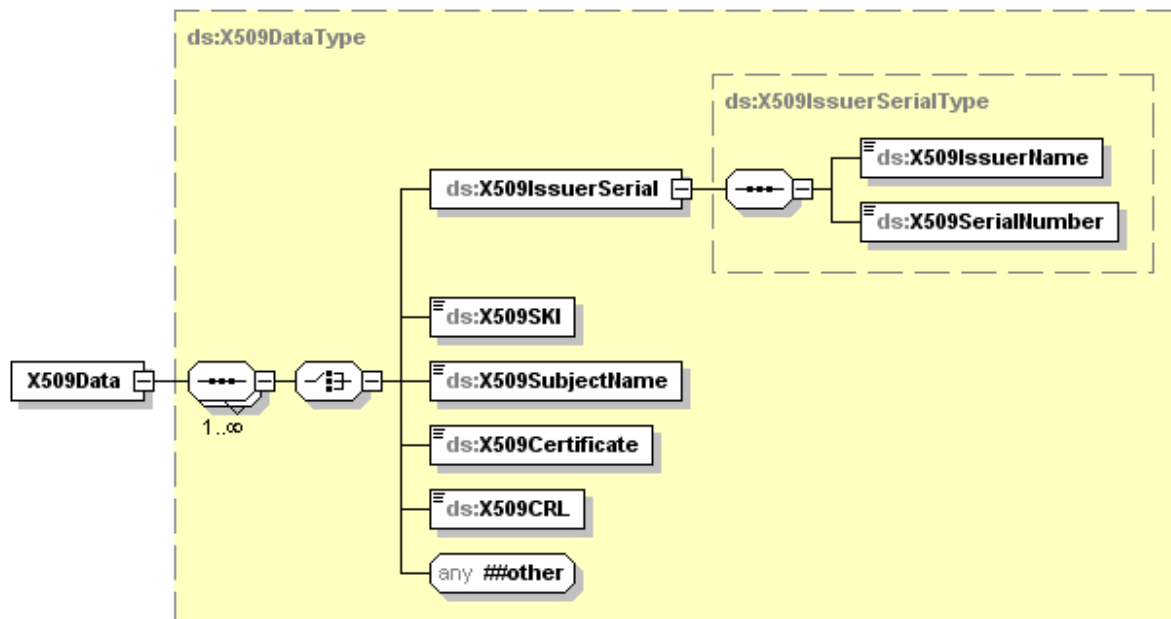 ds:X509DataType
ds:X509IssuerSerialType
ds:X509IssuerName
ds:X509IssuerSerial
ds:X509SerialNumber
ds:X509SKI
X509Data
ds:X509SubjectName
1..∞
ds:X509Certificate
ds:X509CRL
any ##other